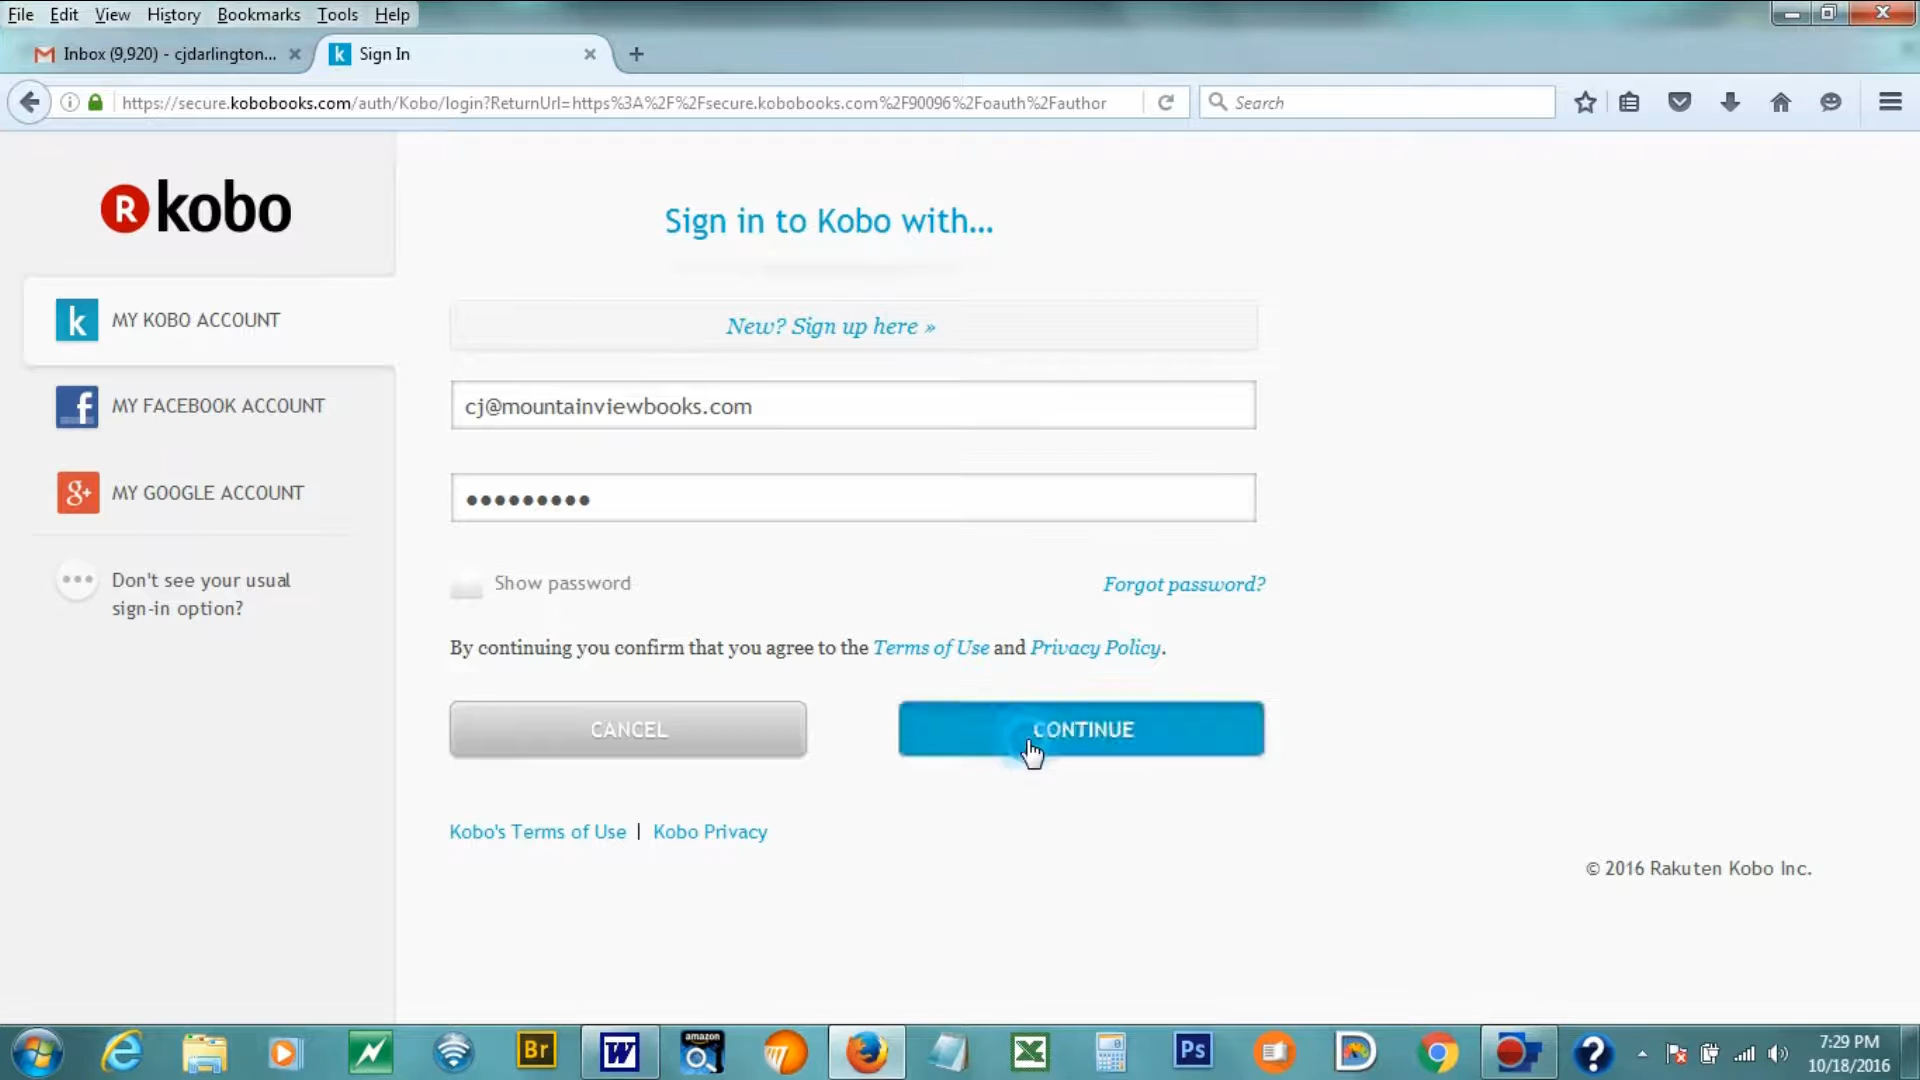 File Edit View History Bookmarks Tools Help
Inbox (9,920) - cjdarlington...
Sign In
https://secure.kobobooks.com/auth/Kobo/login?ReturnUrl=https%3A%2F%2Fsecure.kobobooks.com%2F90096%2Foauth%2Fauthor
Search
R kobo
Sign in to Kobo with...
k MY KOBO ACCOUNT
New? Sign up here »
f MY FACEBOOK ACCOUNT
cj@mountainviewbooks.com
g+ MY GOOGLE ACCOUNT
Don't see your usual
sign-in option?
Show password
Forgot password?
By continuing you confirm that you agree to the Terms of Use and Privacy Policy.
CANCEL
CONTINUE
Kobo's Terms of Use | Kobo Privacy
© 2016 Rakuten Kobo Inc.
Br
W
amazon
Ps
D
?
7:29 PM
10/18/2016